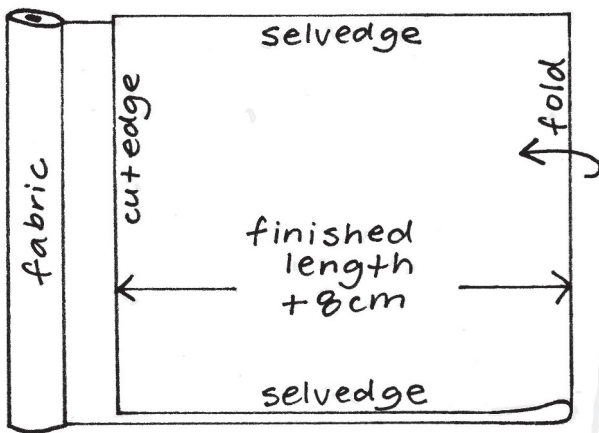 selvedge
cut edge
fold
fabric
finished
length
+8cm
selvedge